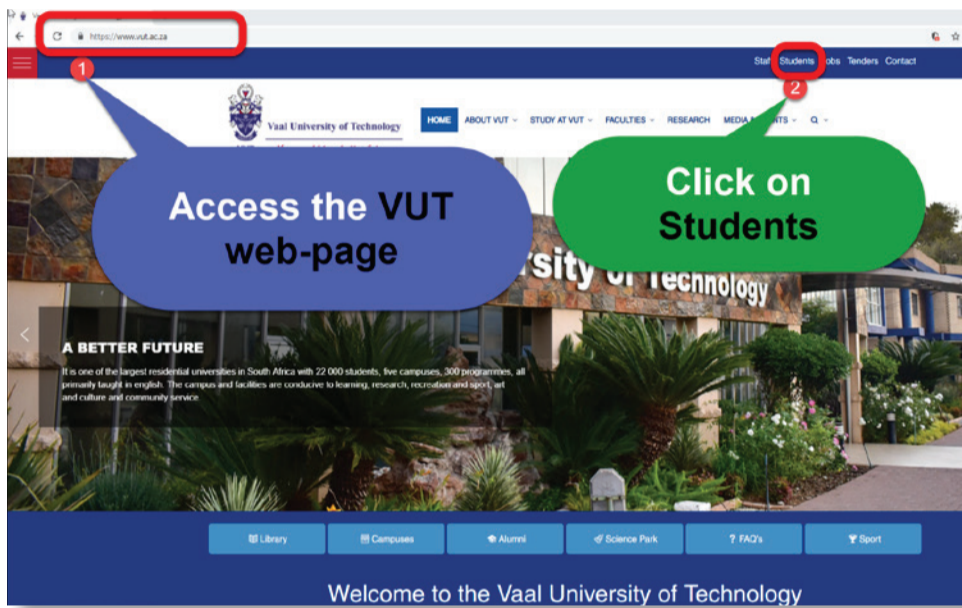 https://www.vut.ac.za
1
Staff Students Jobs Tenders Contact
2
Vaal University of Technology
HOME ABOUT VUT STUDY AT VUT FACULTIES RESEARCH MEDIA
Access the VUT
web-page
Click on
Students
sity of Technology
A BETTER FUTURE
It is one of the largest residential universities in South Africa with 22 000 students, five campuses, 300 programmes, all
primarily taught in english. The campus and facilities are conducive to learning, research, recreation and sport, art
and culture and community service
Library Campuses Alumni Science Park ? FAQ's Sport
Welcome to the Vaal University of Technology